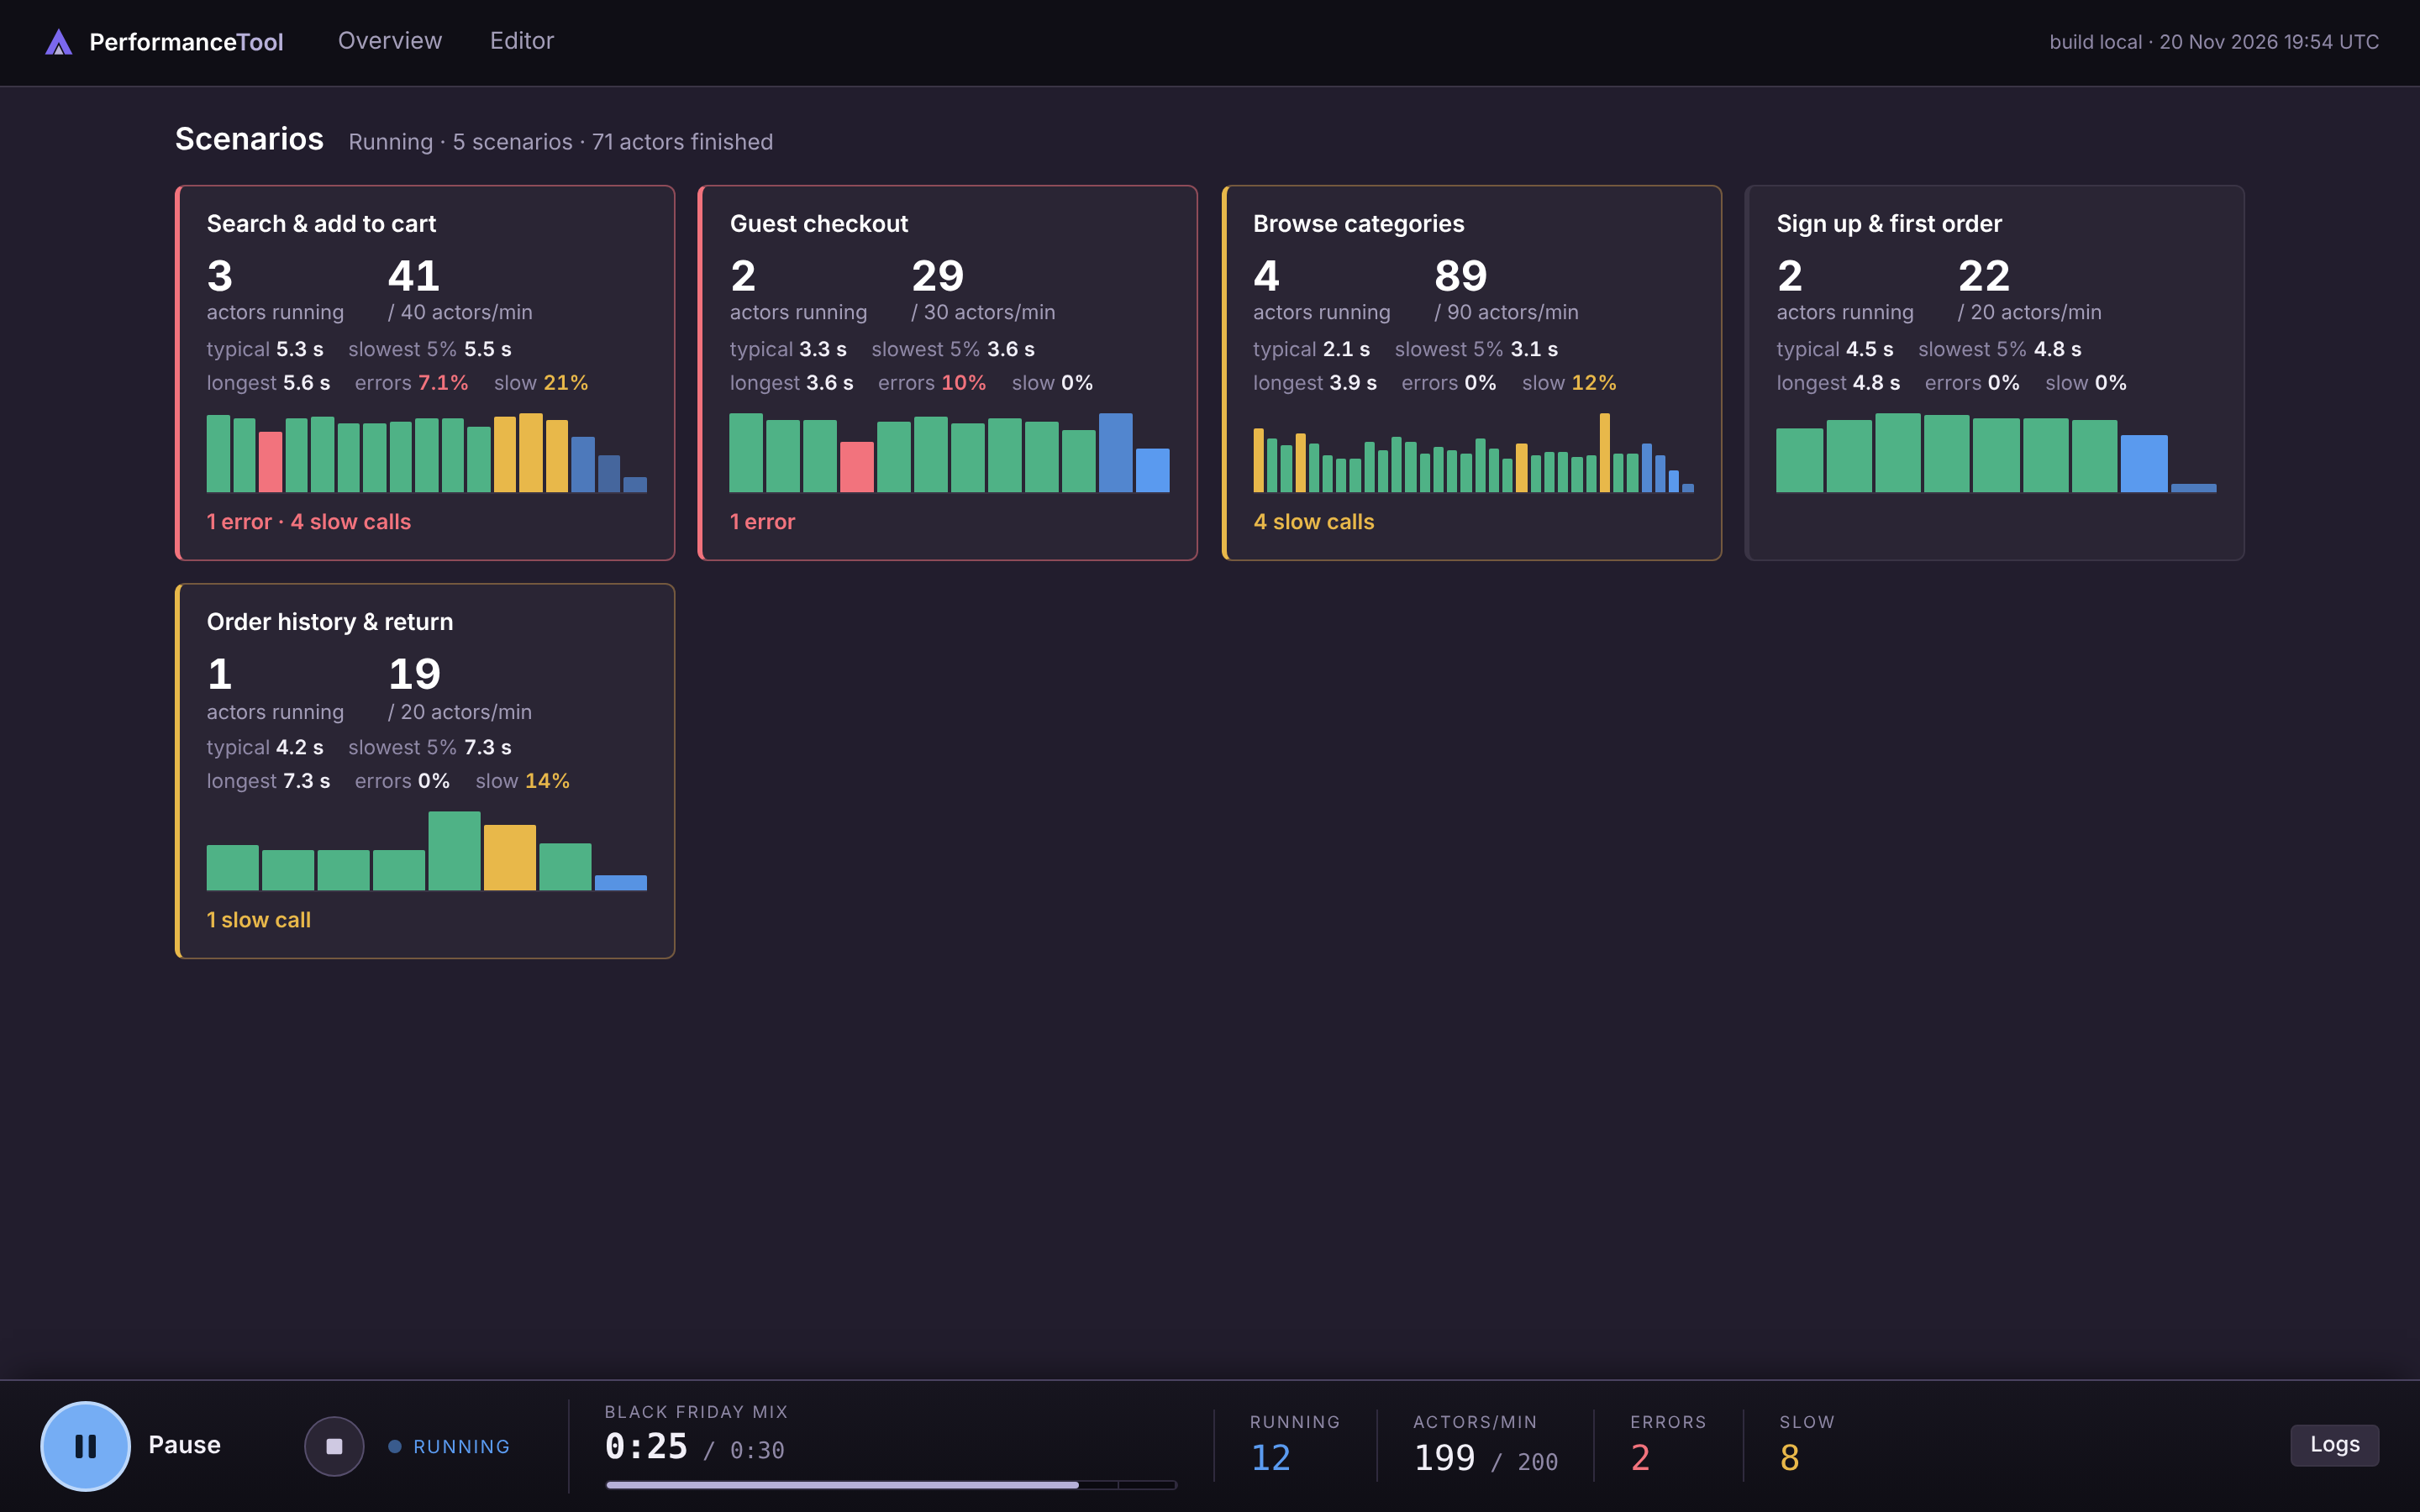 PerformanceTool Overview Editor build local · 20 Nov 2026 19:54 UTC
Scenarios Running · 5 scenarios · 71 actors finished
Search & add to cart
3 41
actors running / 40 actors/min
typical 5.3 s slowest 5% 5.5 s
longest 5.6 s errors 7.1% slow 21%
1 error · 4 slow calls
Guest checkout
2 29
actors running / 30 actors/min
typical 3.3 s slowest 5% 3.6 s
longest 3.6 s errors 10% slow 0%
1 error
Browse categories
4 89
actors running / 90 actors/min
typical 2.1 s slowest 5% 3.1 s
longest 3.9 s errors 0% slow 12%
4 slow calls
Sign up & first order
2 22
actors running / 20 actors/min
typical 4.5 s slowest 5% 4.8 s
longest 4.8 s errors 0% slow 0%
Order history & return
1 19
actors running / 20 actors/min
typical 4.2 s slowest 5% 7.3 s
longest 7.3 s errors 0% slow 14%
1 slow call
Pause
RUNNING
BLACK FRIDAY MIX
0:25 / 0:30
RUNNING
12
ACTORS/MIN
199 / 200
ERRORS
2
SLOW
8
Logs